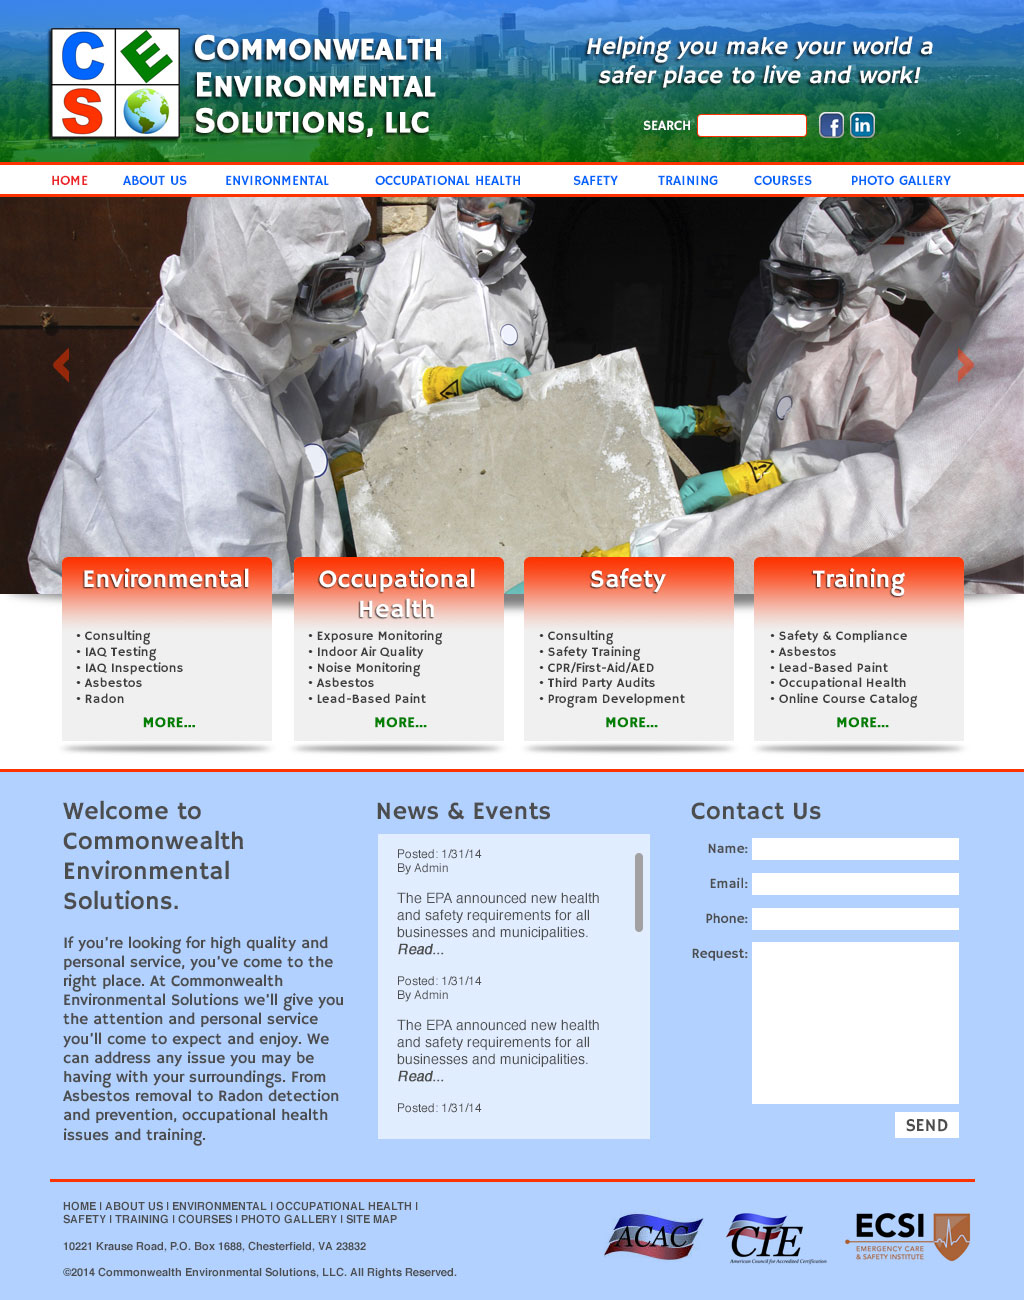 C E
S
COMMONWEALTH
ENVIRONMENTAL
SOLUTIONS, LLC
Helping you make your world a
safer place to live and work!
SEARCH
f in
HOME ABOUT US ENVIRONMENTAL OCCUPATIONAL HEALTH SAFETY TRAINING COURSES PHOTO GALLERY
Environmental
• Consulting
• IAQ Testing
• IAQ Inspections
• Asbestos
• Radon
MORE...
Occupational
Health
• Exposure Monitoring
• Indoor Air Quality
• Noise Monitoring
• Asbestos
• Lead-Based Paint
MORE...
Safety
• Consulting
• Safety Training
• CPR/First-Aid/AED
• Third Party Audits
• Program Development
MORE...
Training
• Safety & Compliance
• Asbestos
• Lead-Based Paint
• Occupational Health
• Online Course Catalog
MORE...
Welcome to
Commonwealth
Environmental
Solutions.
If you're looking for high quality and
personal service, you've come to the
right place. At Commonwealth
Environmental Solutions we'll give you
the attention and personal service
you'll come to expect and enjoy. We
can address any issue you may be
having with your surroundings. From
Asbestos removal to Radon detection
and prevention, occupational health
issues and training.
News & Events
Posted: 1/31/14
By Admin
The EPA announced new health
and safety requirements for all
businesses and municipalities.
Read...
Posted: 1/31/14
By Admin
The EPA announced new health
and safety requirements for all
businesses and municipalities.
Read...
Posted: 1/31/14
Contact Us
Name:
Email:
Phone:
Request:
SEND
HOME | ABOUT US | ENVIRONMENTAL | OCCUPATIONAL HEALTH |
SAFETY | TRAINING | COURSES | PHOTO GALLERY | SITE MAP
10221 Krause Road, P.O. Box 1688, Chesterfield, VA 23832
©2014 Commonwealth Environmental Solutions, LLC. All Rights Reserved.
ACAC
CIE
American Council for Accredited Certification
ECSI
EMERGENCY CARE
& SAFETY INSTITUTE